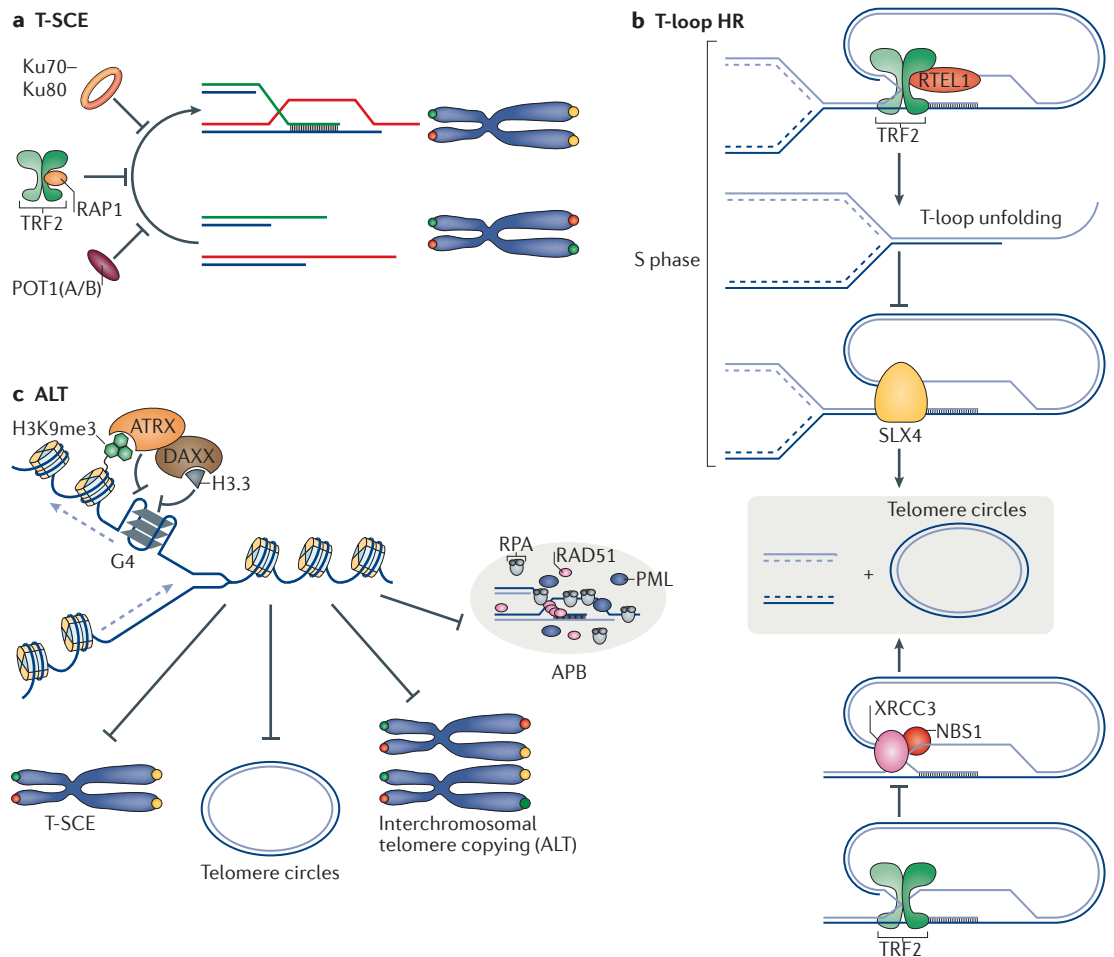 a T-SCE
Ku70–
Ku80
TRF2
RAP1
POT1(A/B)
b T-loop HR
RTEL1
TRF2
T-loop unfolding
S phase
SLX4
Telomere circles
+
XRCC3
NBS1
TRF2
c ALT
H3K9me3
ATRX
DAXX
H3.3
G4
RPA
RAD51
PML
APB
T-SCE
Telomere circles
Interchromosomal
telomere copying (ALT)